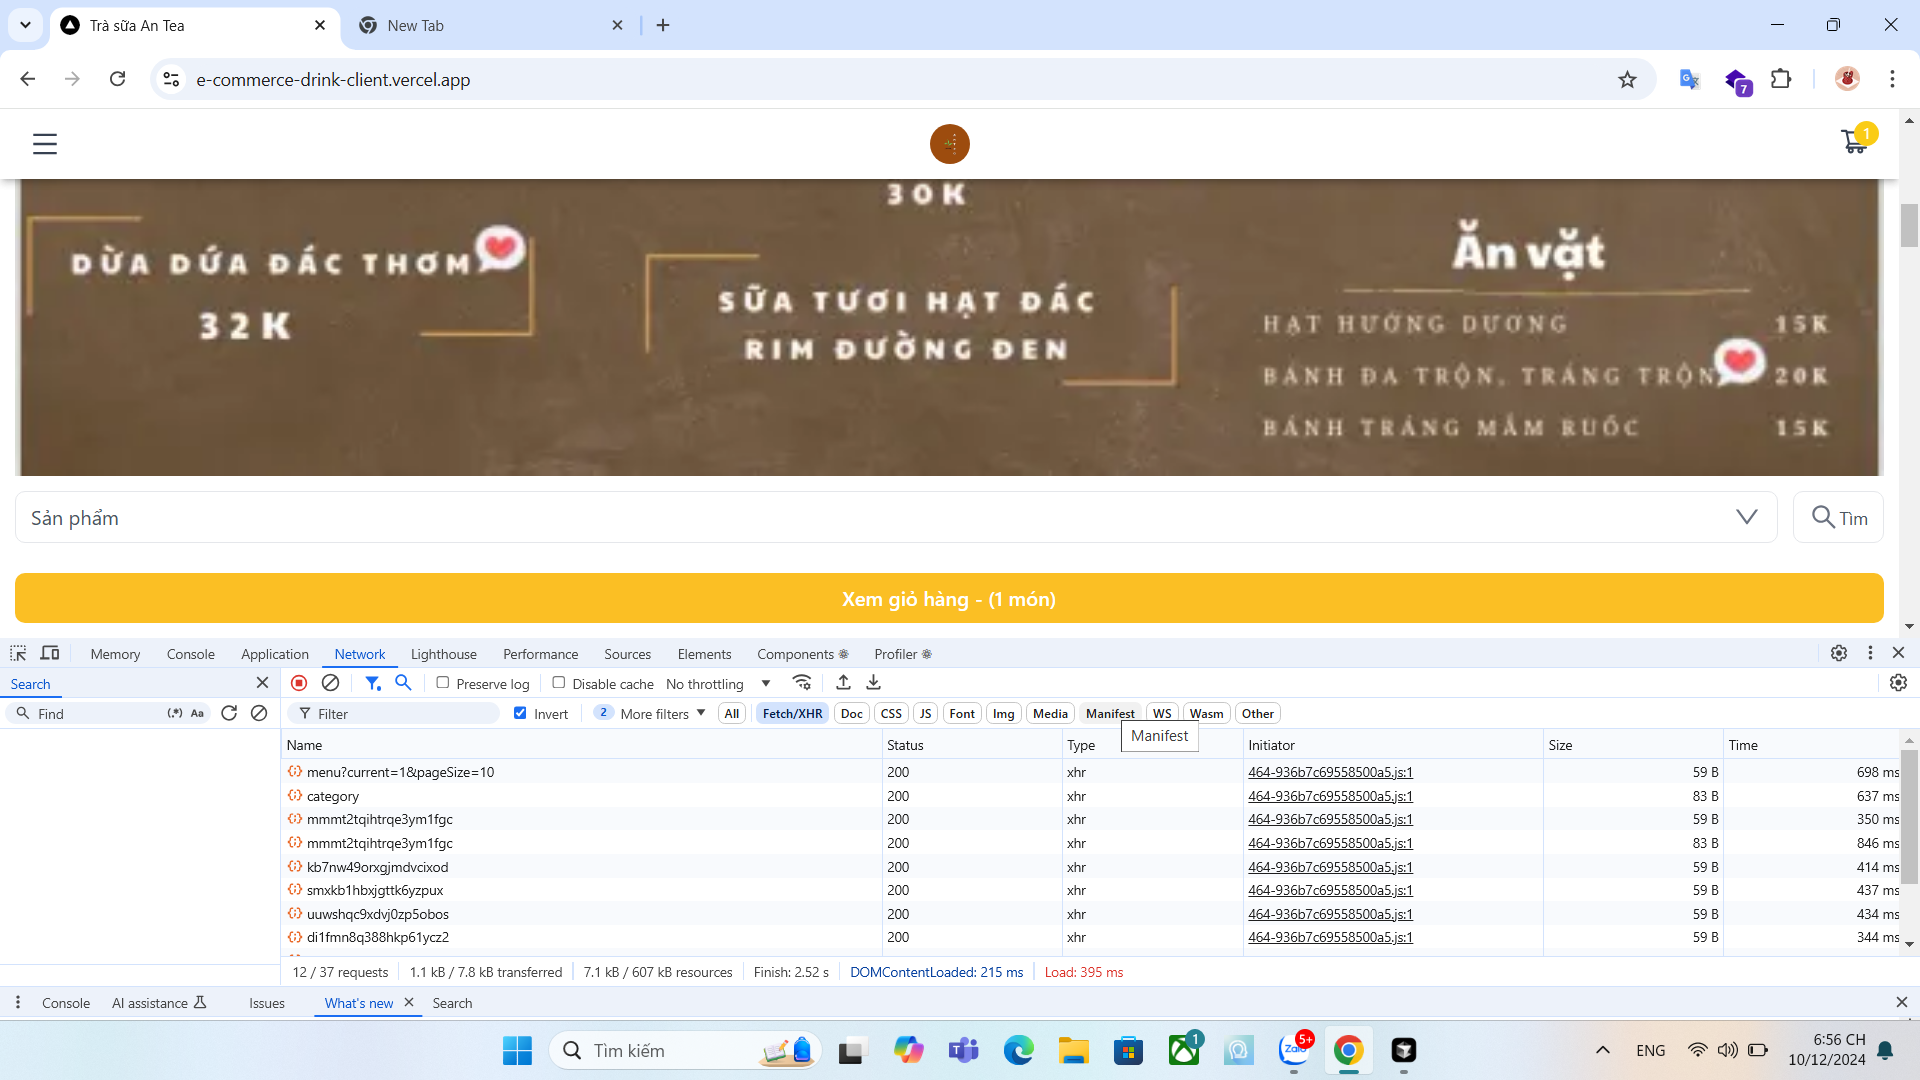 Trà sữa An Tea
New Tab
e-commerce-drink-client.vercel.app
7
1
30K
DỪA DỨA ĐÁC THƠM
32K
SỮA TƯƠI HẠT ĐÁC
RIM ĐƯỜNG ĐEN
Ăn vặt
HẠT HƯỚNG DƯƠNG 15K
BÁNH ĐA TRỘN, TRÁNG TRỘN 20K
BÁNH TRÁNG MẮM RUỐC 15K
Sản phẩm
Tìm
Xem giỏ hàng - (1 món)
Memory Console Application Network Lighthouse Performance Sources Elements Components Profiler
Search
Preserve log Disable cache No throttling
Find (.*) Aa
Filter Invert 2 More filters All Fetch/XHR Doc CSS JS Font Img Media Manifest WS Wasm Other
Manifest
Name Status Type Initiator Size Time
menu?current=1&pageSize=10 200 xhr 464-936b7c69558500a5.js:1 59 B 698 ms
category 200 xhr 464-936b7c69558500a5.js:1 83 B 637 ms
mmmt2tqihtrqe3ym1fgc 200 xhr 464-936b7c69558500a5.js:1 59 B 350 ms
mmmt2tqihtrqe3ym1fgc 200 xhr 464-936b7c69558500a5.js:1 83 B 846 ms
kb7nw49orxgjmdvcixod 200 xhr 464-936b7c69558500a5.js:1 59 B 414 ms
smxkb1hbxjgttk6yzpux 200 xhr 464-936b7c69558500a5.js:1 59 B 437 ms
uuwshqc9xdvj0zp5obos 200 xhr 464-936b7c69558500a5.js:1 59 B 434 ms
di1fmn8q388hkp61ycz2 200 xhr 464-936b7c69558500a5.js:1 59 B 344 ms
12 / 37 requests 1.1 kB / 7.8 kB transferred 7.1 kB / 607 kB resources Finish: 2.52 s DOMContentLoaded: 215 ms Load: 395 ms
Console AI assistance Issues What's new Search
Tìm kiếm
1
Zalo
5+
ENG
6:56 CH
10/12/2024